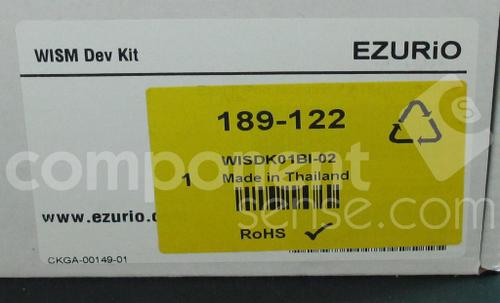 WISM Dev Kit
EZURiO
189-122
WISDK01BI-02
1
Made in Thailand
www.ezurio.c
RoHS
CKGA-00149-01
component
sense.com